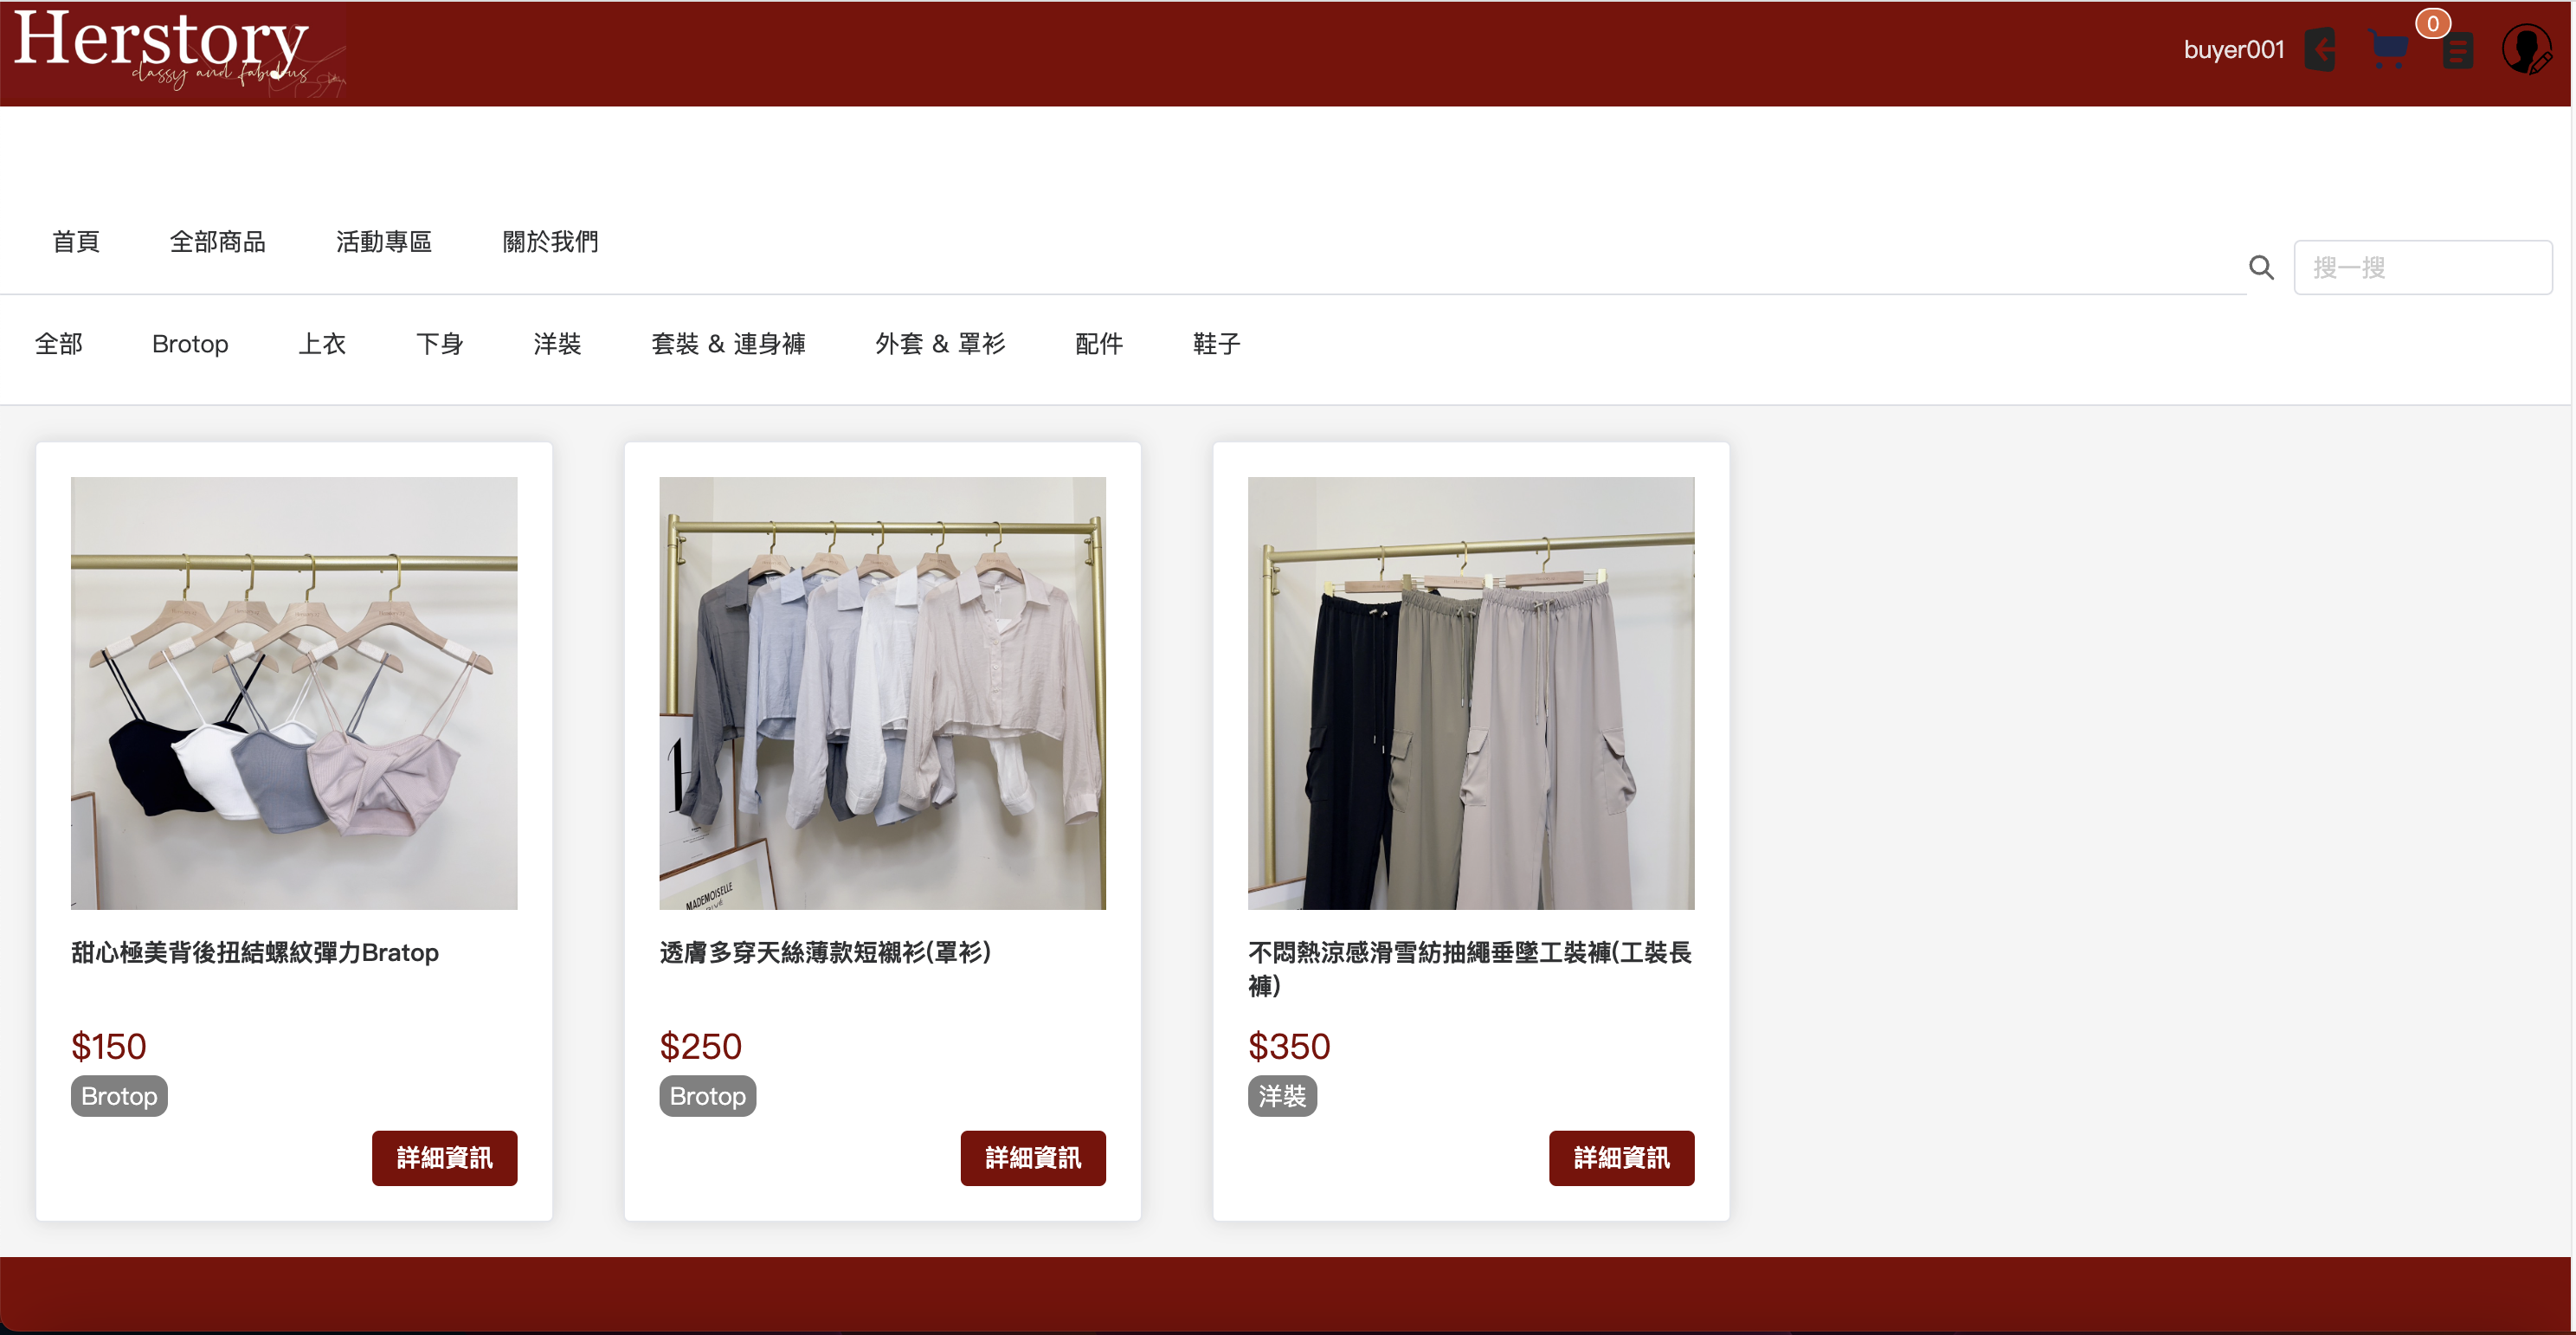 Herstory
classy and fabulous
buyer001
0
首頁 全部商品 活動專區 關於我們
搜一搜
全部 Brotop 上衣 下身 洋裝 套裝 & 連身褲 外套 & 罩衫 配件 鞋子
MADEMOISELLE
甜心極美背後扭結螺紋彈力Bratop
$150
Brotop
詳細資訊
透膚多穿天絲薄款短襯衫(罩衫)
$250
Brotop
詳細資訊
不悶熱涼感滑雪紡抽繩垂墜工裝褲(工裝長
褲)
$350
洋裝
詳細資訊